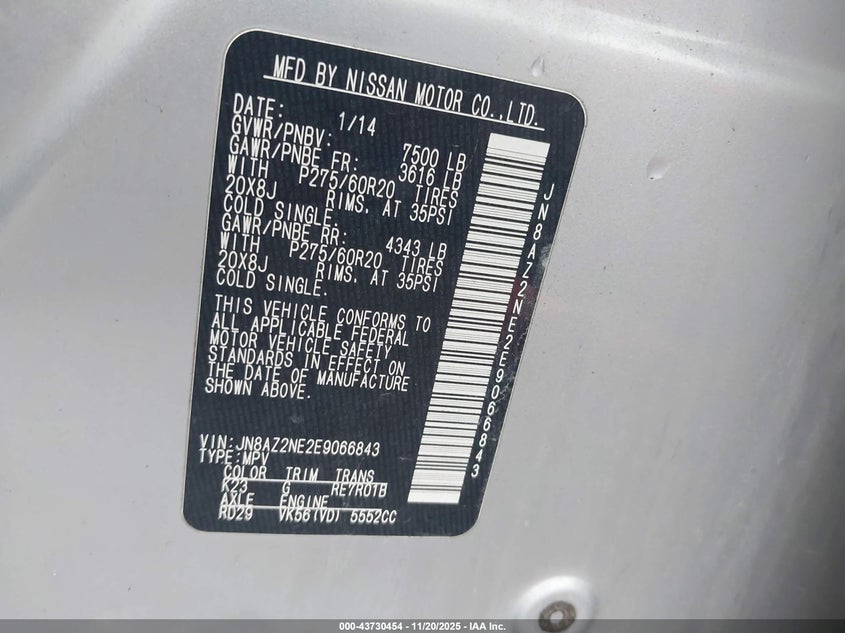 MFD BY NISSAN MOTOR CO.,LTD.
DATE: 1/14
GVWR/PNBV: 7500 LB
GAWR/PNBE FR: 3616 LB
WITH P275/60R20 TIRES
20X8J RIMS, AT 35PSI
COLD SINGLE.
GAWR/PNBE RR: 4343 LB
WITH P275/60R20 TIRES
20X8J RIMS, AT 35PSI
COLD SINGLE.
THIS VEHICLE CONFORMS TO
ALL APPLICABLE FEDERAL
MOTOR VEHICLE SAFETY
STANDARDS IN EFFECT ON
THE DATE OF MANUFACTURE
SHOWN ABOVE.
VIN:JN8AZ2NE2E9066843
TYPE:MPV
COLOR TRIM TRANS
K23 G RE7R01B
AXLE ENGINE
RD29 VK56(VD) 5552CC
JN8AZ2NE2E9066843
000-43730454 - 11/20/2025 - IAA Inc.